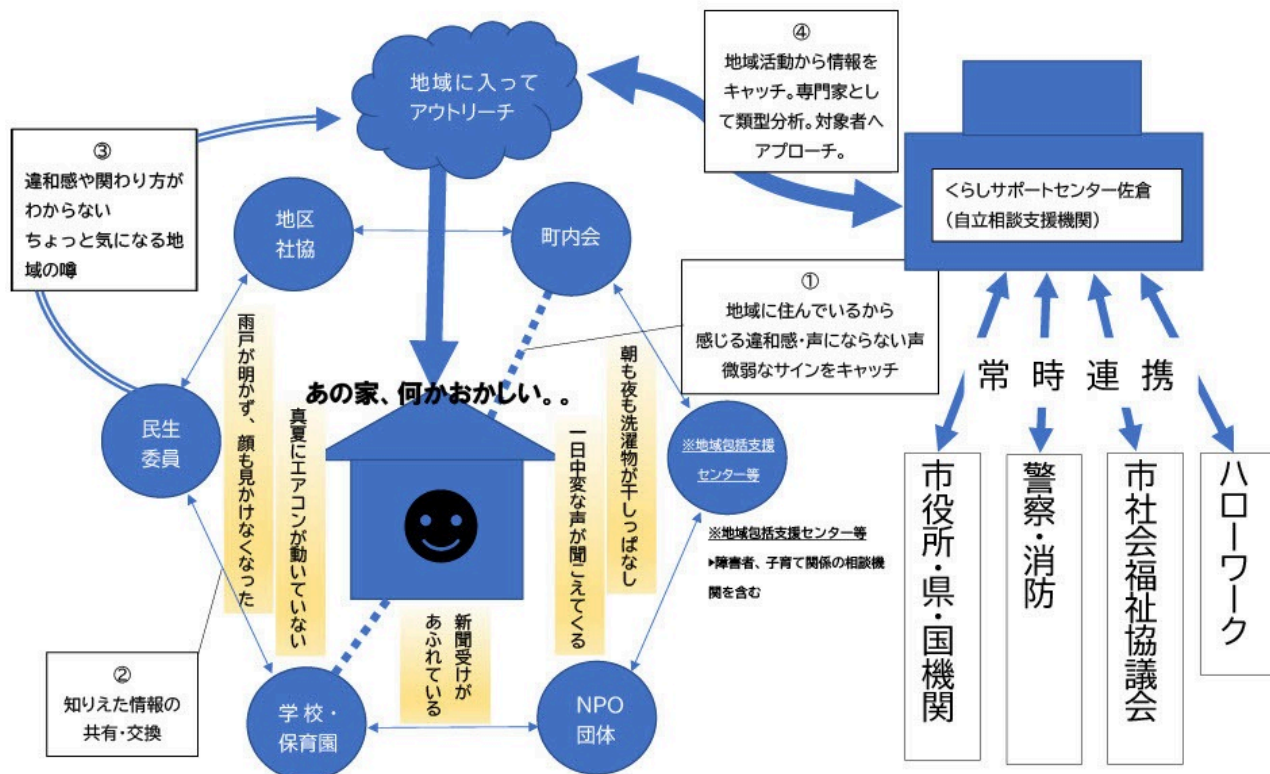 地域に入って
アウトリーチ
④
地域活動から情報を
キャッチ。専門家とし
て類型分析。対象者へ
アプローチ。
③
違和感や関わり方が
わからない
ちょっと気になる地
域の噂
地区
社協
町内会
くらしサポートセンター佐倉
(自立相談支援機関)
①
地域に住んでいるから
感じる違和感・声にならない声
微弱なサインをキャッチ
常時連携
あの家、何かおかしい。。
民生
委員
雨戸が明かず、顔も見かけなくなった
真夏にエアコンが動いていない
一日中変な声が聞こえてくる
朝も夜も洗濯物が干しっぱなし
※地域包括支援
センター等
※地域包括支援センター等
▶障害者、子育て関係の相談機
関を含む
新聞受けが
あふれている
②
知りえた情報の
共有・交換
学校・
保育園
NPO
団体
市役所・県・国機関
警察・消防
市社会福祉協議会
ハローワーク